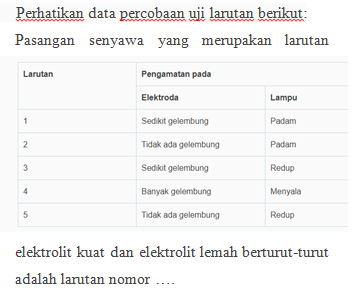 Perhatikan data percobaan uji larutan berikut:
Pasangan senyawa yang merupakan larutan
Larutan Pengamatan pada
Elektroda Lampu
1 Sedikit gelembung Padam
2 Tidak ada gelembung Padam
3 Sedikit gelembung Redup
4 Banyak gelembung Menyala
5 Tidak ada gelembung Redup
elektrolit kuat dan elektrolit lemah berturut-turut
adalah larutan nomor ....